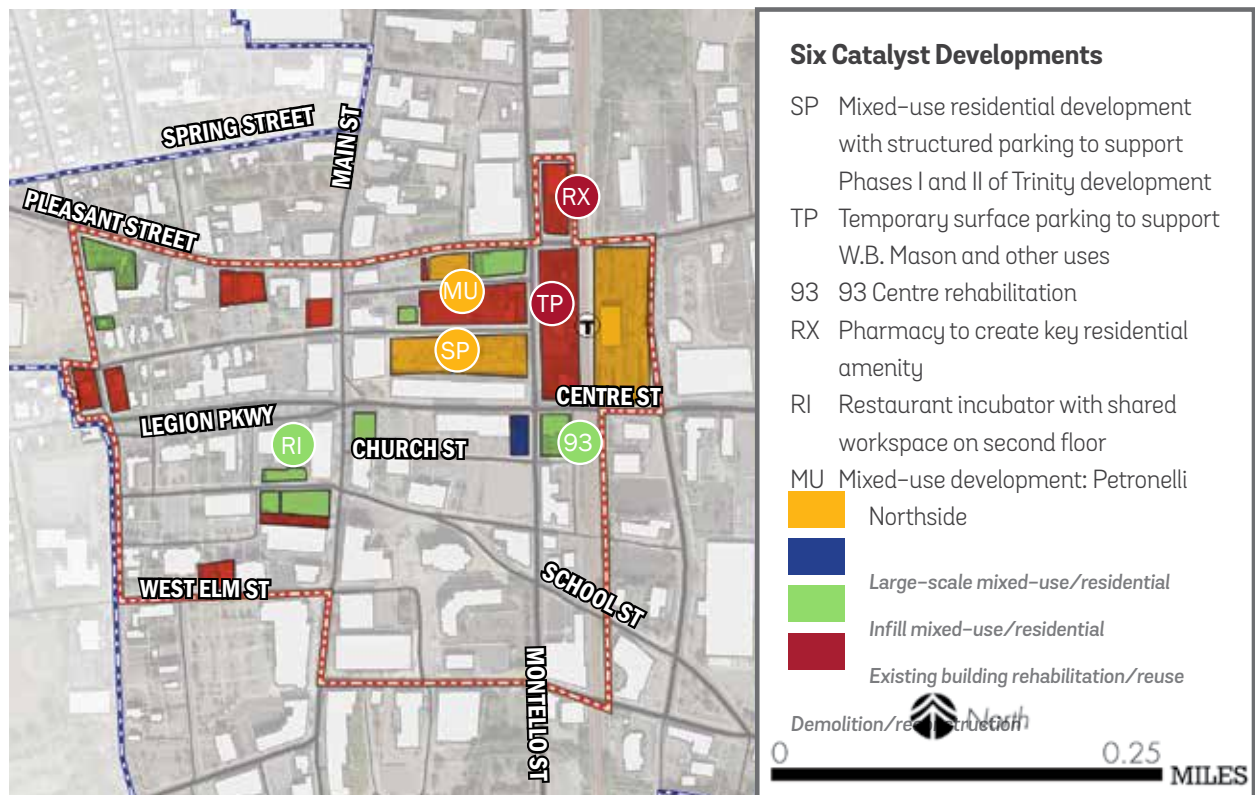 SPRING STREET
MAIN ST
PLEASANT STREET
RX
MU
TP
T
SP
CENTRE ST
LEGION PKWY
RI
CHURCH ST
93
WEST ELM ST
SCHOOL ST
MONTELLO ST
Six Catalyst Developments
SP Mixed-use residential development
with structured parking to support
Phases I and II of Trinity development
TP Temporary surface parking to support
W.B. Mason and other uses
93 93 Centre rehabilitation
RX Pharmacy to create key residential
amenity
RI Restaurant incubator with shared
workspace on second floor
MU Mixed-use development: Petronelli
Northside
Large-scale mixed-use/residential
Infill mixed-use/residential
Existing building rehabilitation/reuse
North
Demolition/reconstruction
0 0.25 MILES